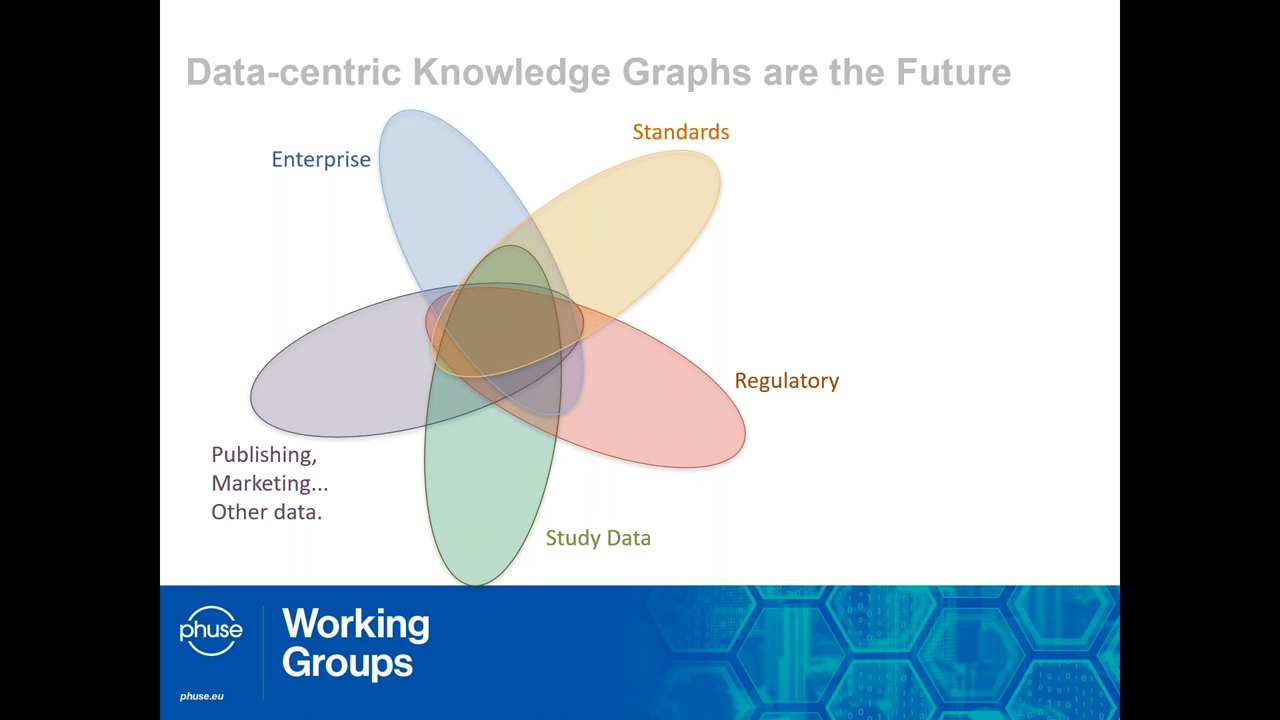 Data-centric Knowledge Graphs are the Future
Standards
Enterprise
Regulatory
Publishing,
Marketing...
Other data.
Study Data
phuse
Working
Groups
phuse.eu